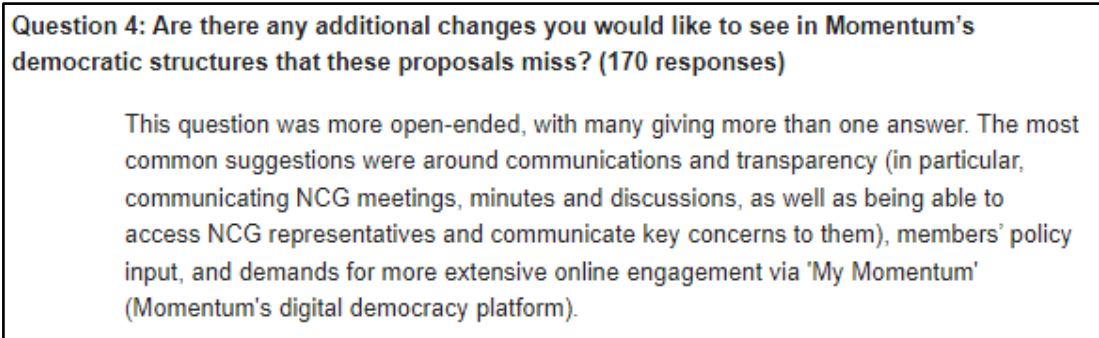 Question 4: Are there any additional changes you would like to see in Momentum’s
democratic structures that these proposals miss? (170 responses)
This question was more open-ended, with many giving more than one answer. The most
common suggestions were around communications and transparency (in particular,
communicating NCG meetings, minutes and discussions, as well as being able to
access NCG representatives and communicate key concerns to them), members’ policy
input, and demands for more extensive online engagement via 'My Momentum'
(Momentum's digital democracy platform).